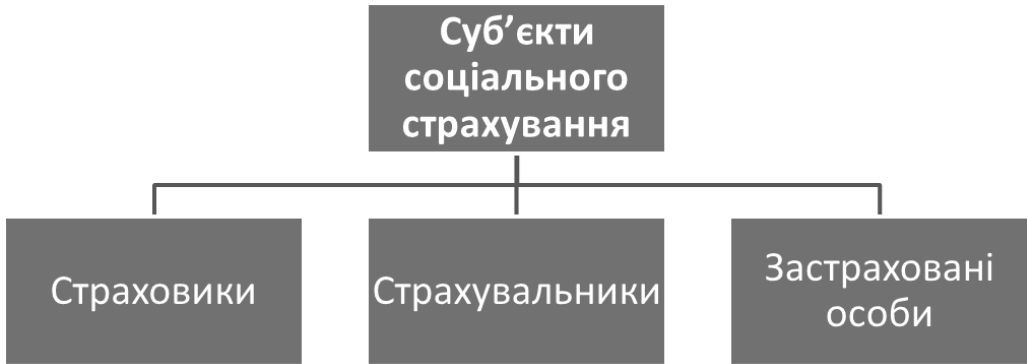 Суб’єкти
соціального
страхування
Страховики
Страхувальники
Застраховані
особи